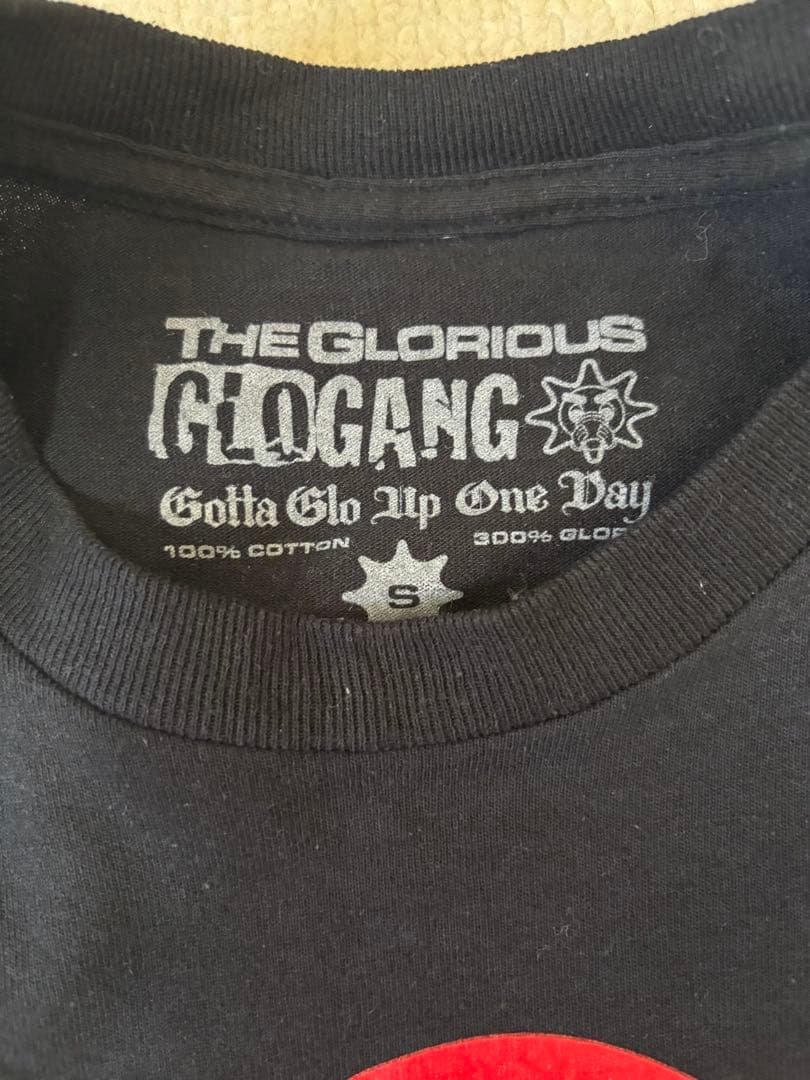 THE GLORIOUS
GLOGANG
Gotta Glo Up One Day
100% COTTON 300%
S